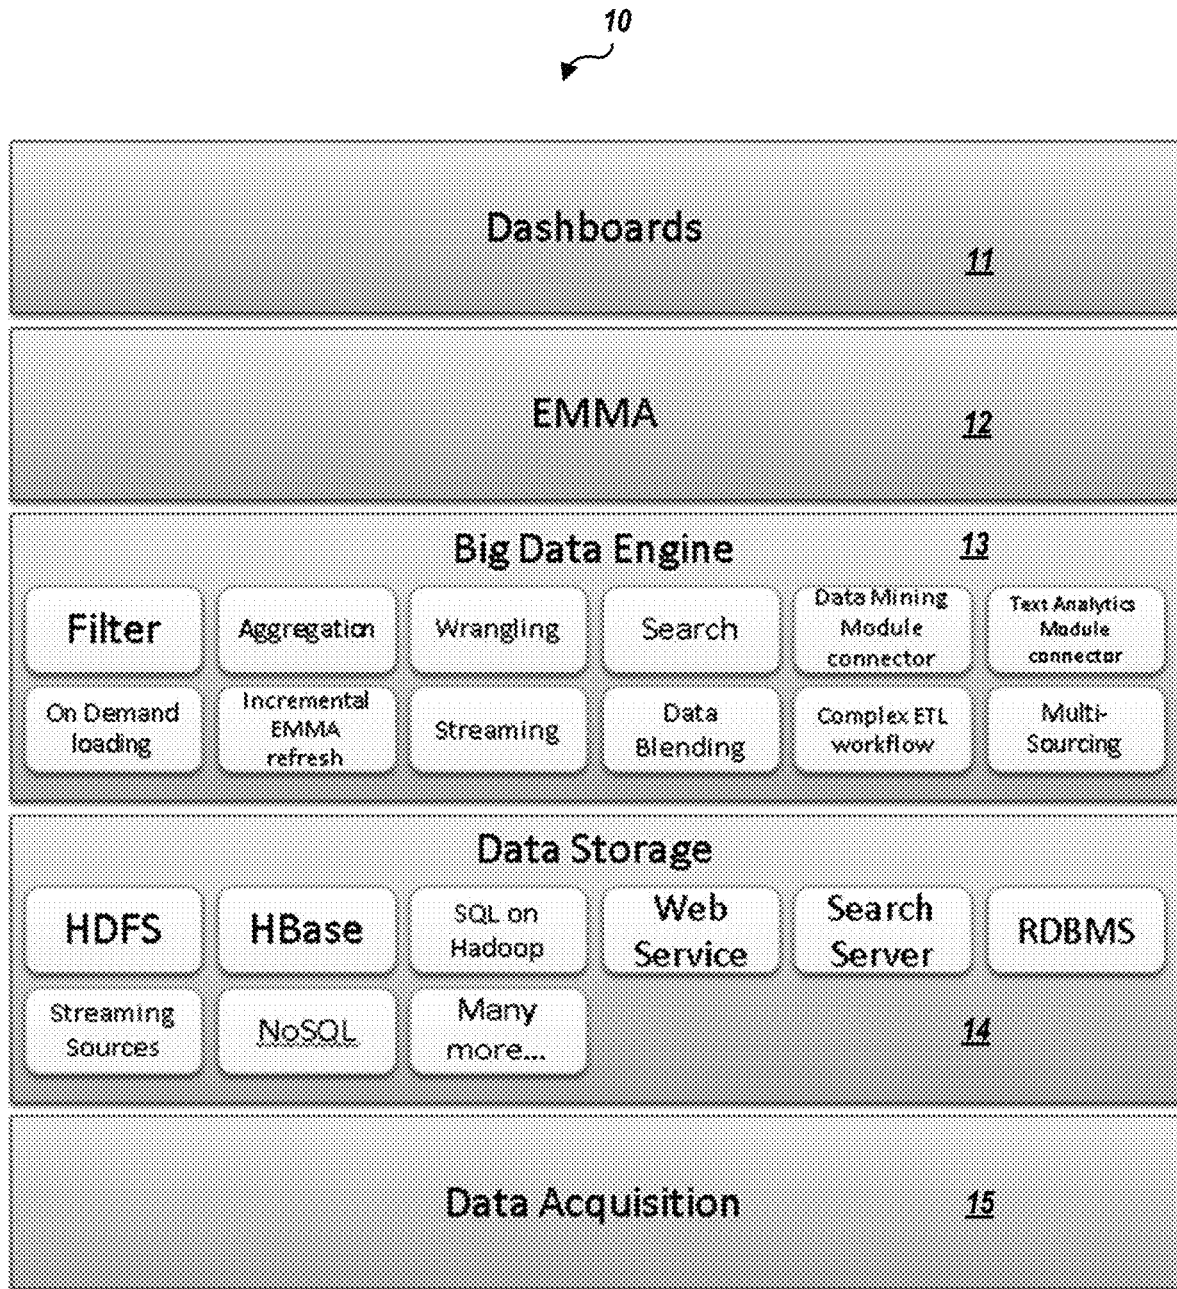 10
Dashboards
11
EMMA
12
Big Data Engine
13
Filter
Aggregation
Wrangling
Search
Data Mining
Module
connector
Text Analytics
Module
connector
On Demand
loading
Incremental
EMMA
refresh
Streaming
Data
Blending
Complex ETL
workflow
Multi-
Sourcing
Data Storage
HDFS
HBase
SQL on
Hadoop
Web
Service
Search
Server
RDBMS
Streaming
Sources
NoSQL
Many
more...
14
Data Acquisition
15